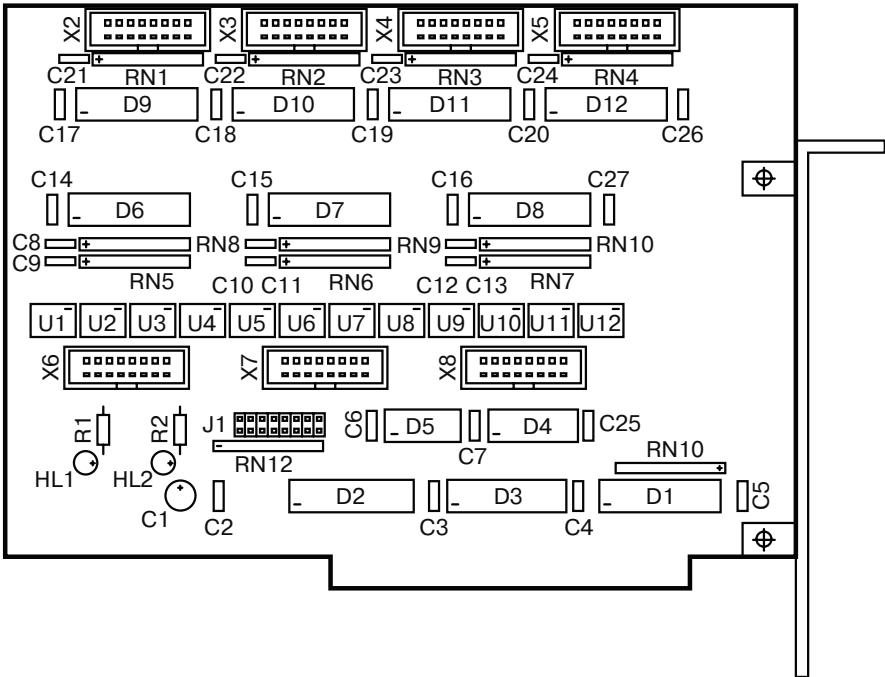 X2 X3 X4 X5
C21 RN1 C22 RN2 C23 RN3 C24 RN4
D9 D10 D11 D12
C17 C18 C19 C20 C26
C14 C15 C16 C27
D6 D7 D8
C8 RN8 RN9 RN10
C9 RN5 C10 C11 RN6 C12 C13 RN7
U1 U2 U3 U4 U5 U6 U7 U8 U9 U10 U11 U12
X6 X7 X8
R1 R2 J1 C6 D5 D4 C25
RN12 C7 RN10
HL1 HL2
C1 C2 D2 C3 D3 C4 D1 C5